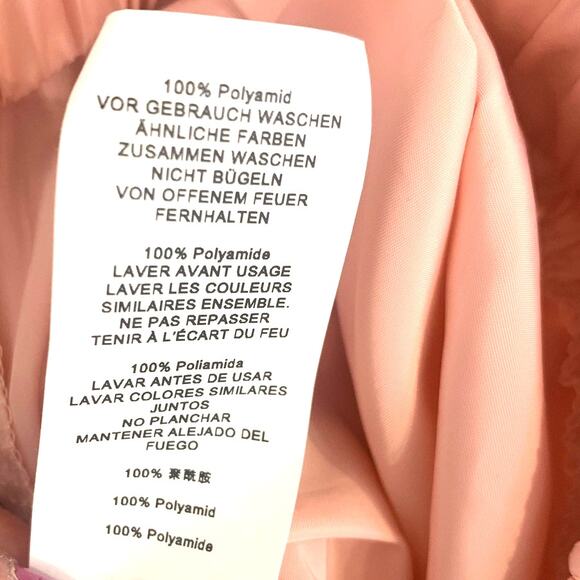 100% Polyamid
VOR GEBRAUCH WASCHEN
ÄHNLICHE FARBEN
ZUSAMMEN WASCHEN
NICHT BÜGELN
VON OFFENEM FEUER
FERNHALTEN
100% Polyamide
LAVER AVANT USAGE
LAVER LES COULEURS
SIMILAIRES ENSEMBLE.
NE PAS REPASSER
TENIR À L'ÉCART DU FEU
100% Poliamida
LAVAR ANTES DE USAR
LAVAR COLORES SIMILARES
JUNTOS
NO PLANCHAR
MANTENER ALEJADO DEL
FUEGO
100% 聚酰胺
100% Polyamid
100% Polyamide